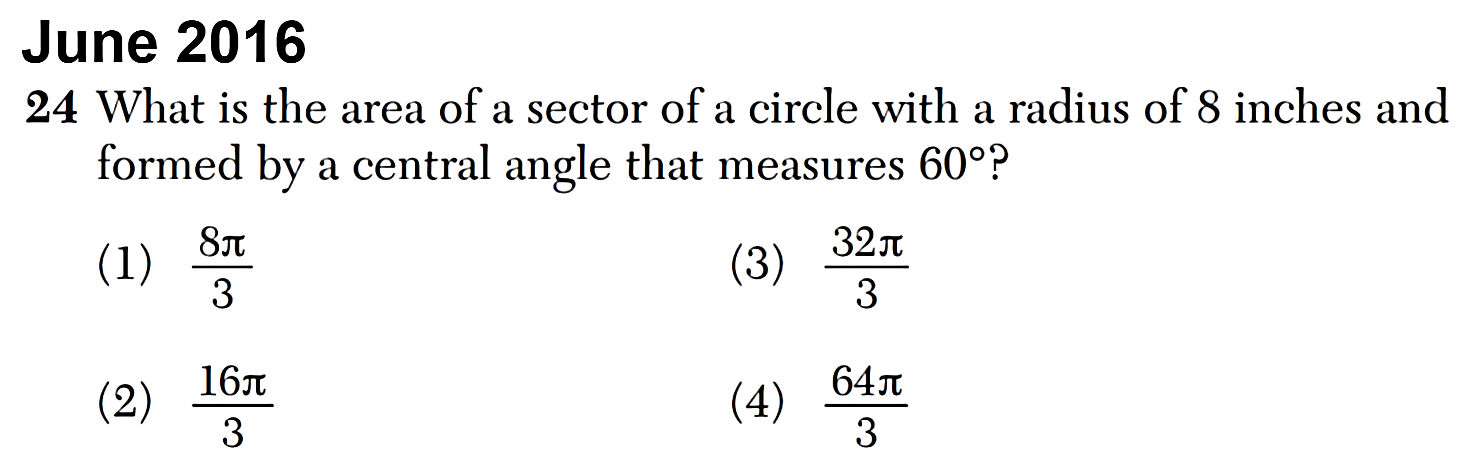 June 2016
24 What is the area of a sector of a circle with a radius of 8 inches and
formed by a central angle that measures 60°?
(1) 8π/3 (3) 32π/3
(2) 16π/3 (4) 64π/3